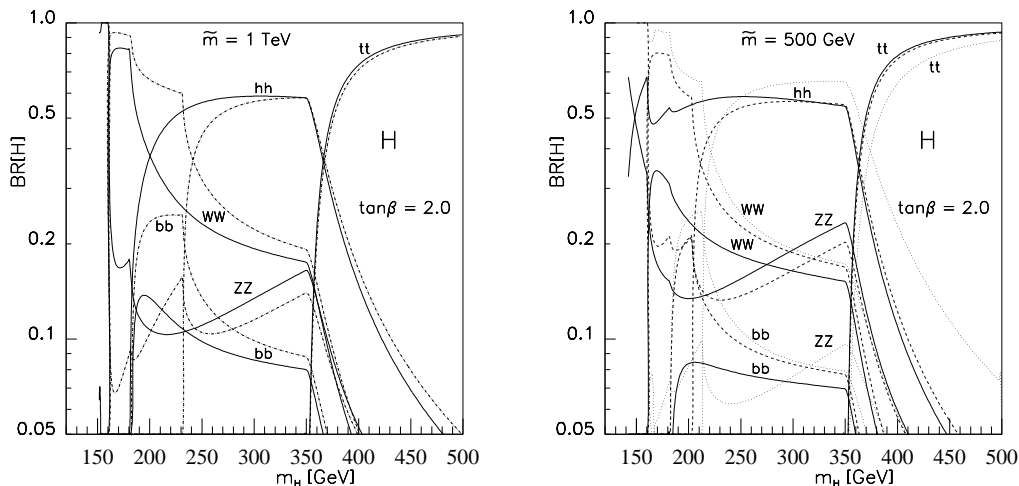 m̃ = 1 TeV
BR[H]
1.0
0.5
0.2
0.1
0.05
tt
hh
H
tanβ = 2.0
WW
bb
ZZ
bb
150 200 250 300 350 400 450 500
m_H [GeV]
m̃ = 500 GeV
BR[H]
1.0
0.5
0.2
0.1
0.05
tt
tt
hh
H
tanβ = 2.0
WW
ZZ
WW
ZZ
bb
bb
150 200 250 300 350 400 450 500
m_H [GeV]